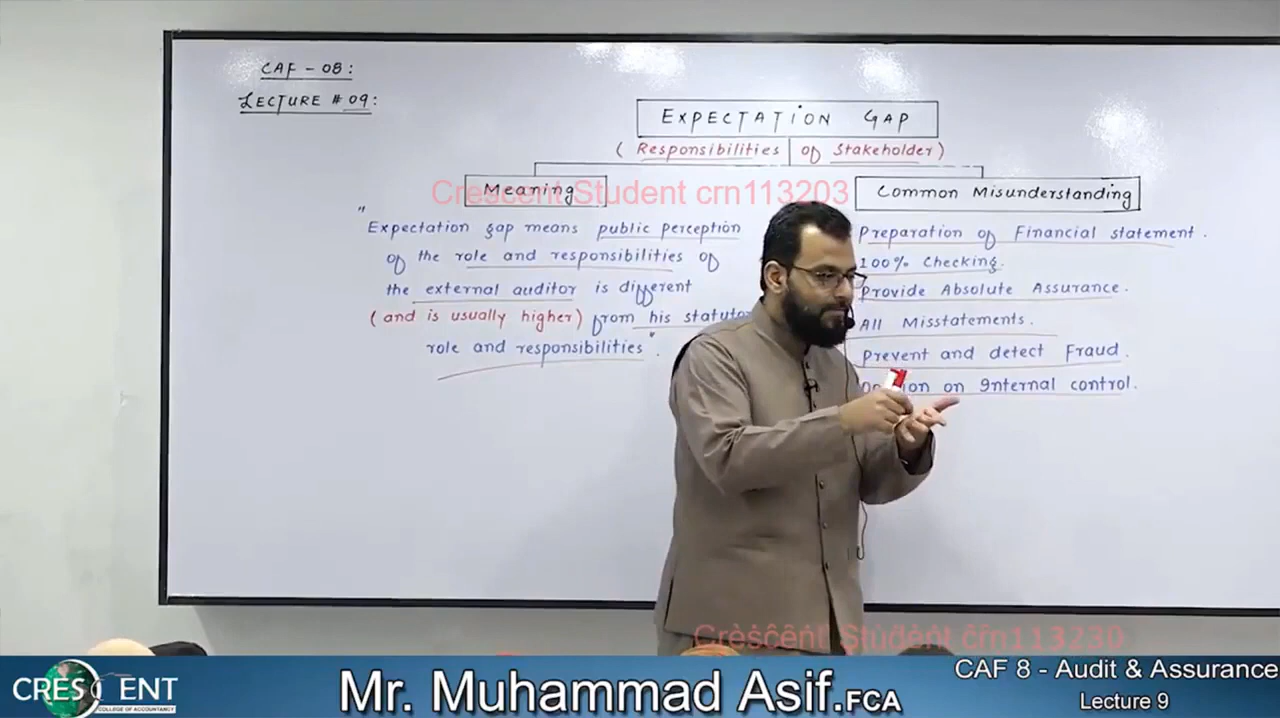 CAF - 08:
LECTURE # 09:
EXPECTATION GAP
( Responsibilities of Stakeholder )
Meaning
"Expectation gap means public perception
of the role and responsibilities of
the external auditor is different
(and is usually higher) from his
role and responsibilities".
Common Misunderstanding
Preparation of Financial statement.
100% Checking.
Provide Absolute Assurance.
All Misstatements.
Prevent and detect Fraud.
on Internal control.
Crescent Student crn113203
Crescent Student crn113230
CRESCENT
COLLEGE OF ACCOUNTANCY
Mr. Muhammad Asif.FCA
CAF 8 - Audit & Assurance
Lecture 9